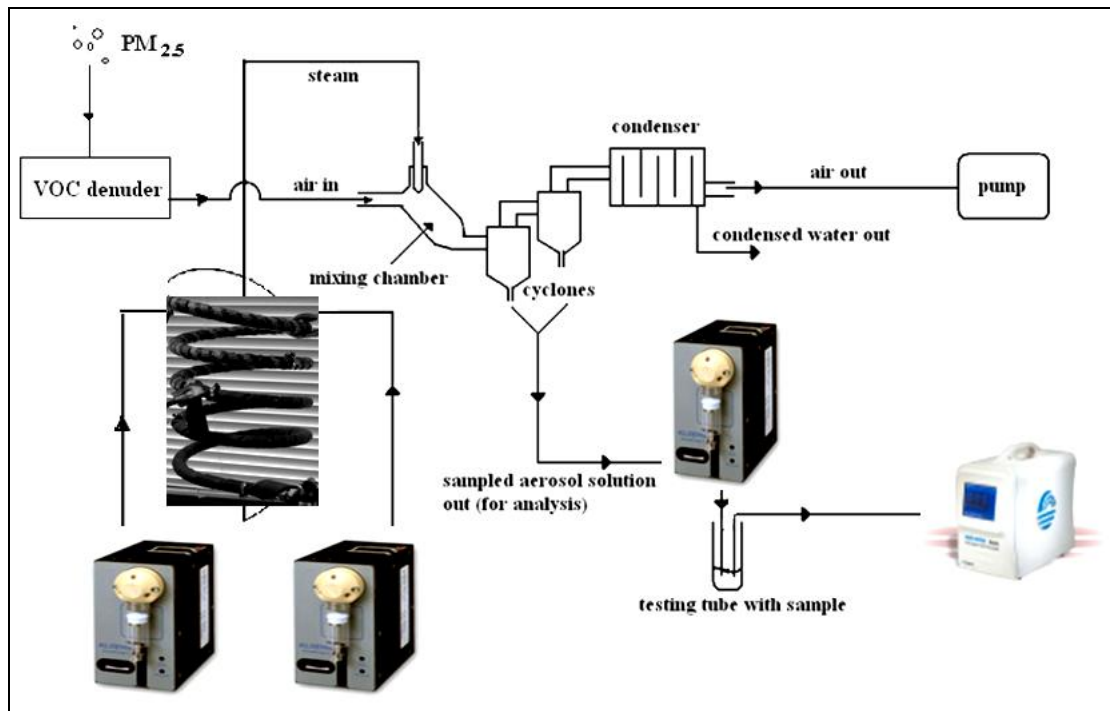 PM2.5
steam
condenser
VOC denuder
air in
air out
pump
condensed water out
mixing chamber
cyclones
sampled aerosol solution
out (for analysis)
testing tube with sample